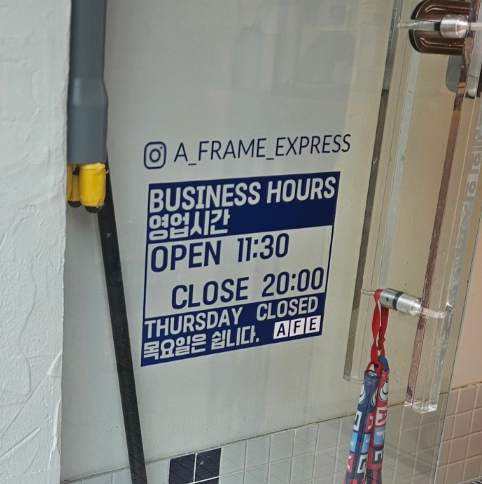 A_FRAME_EXPRESS
BUSINESS HOURS
영업시간
OPEN 11:30
CLOSE 20:00
THURSDAY CLOSED
목요일은 쉽니다. AFE